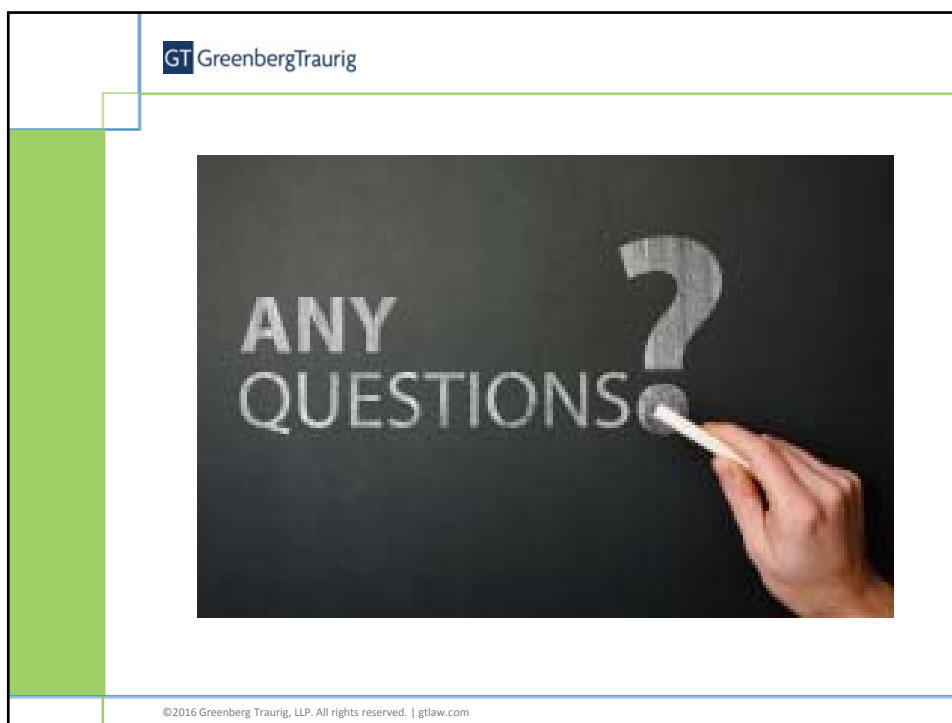 GT GreenbergTraurig
ANY
QUESTIONS?
©2016 Greenberg Traurig, LLP. All rights reserved. | gtlaw.com